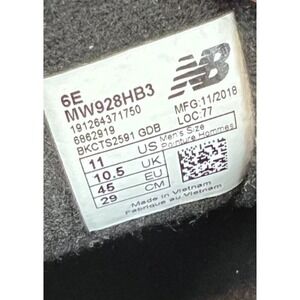 6E
MW928HB3
191264371750
6862919
BKCTS2591 GDB
NB
MFG:11/2018
LOC:77
11 US Men's Size
10.5 UK Pointure Hommes
45 EU
29 CM
Made in Vietnam
Fabriqué au Vietnam